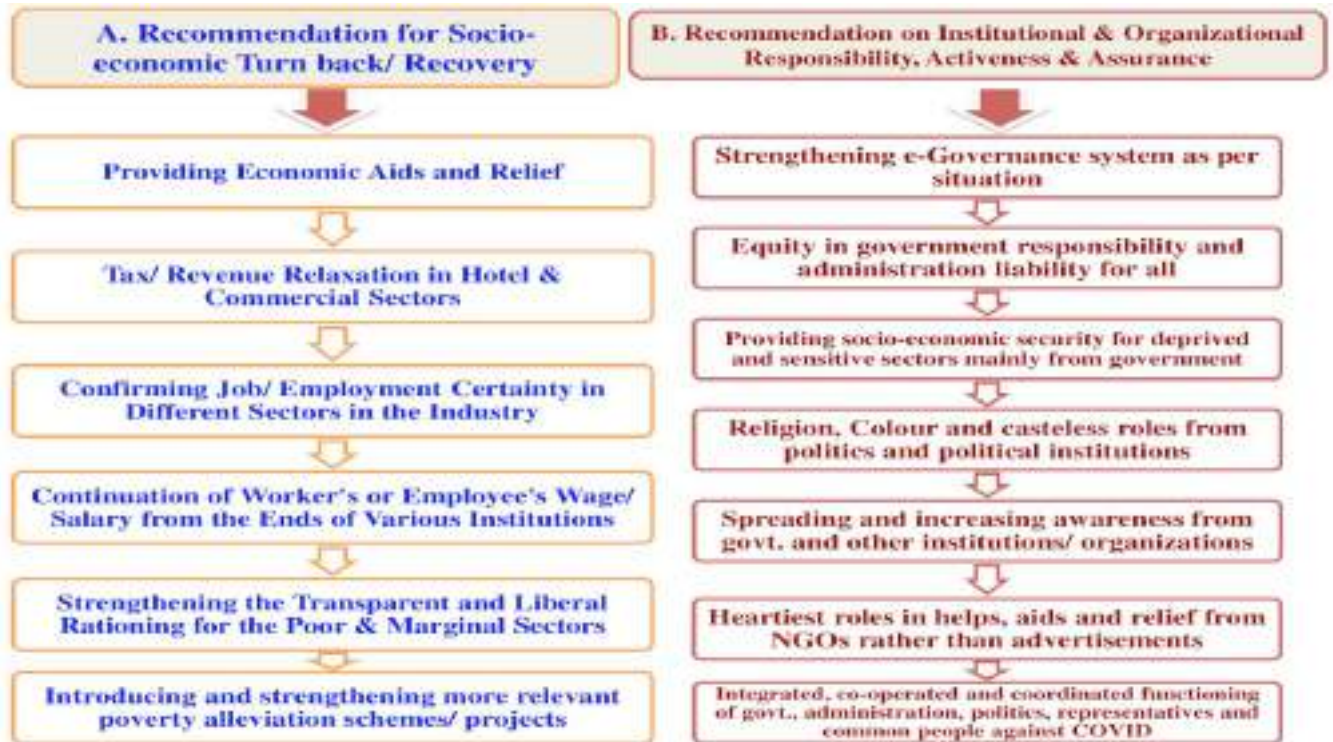 A. Recommendation for Socio-
economic Turn back/ Recovery
Providing Economic Aids and Relief
Tax/ Revenue Relaxation in Hotel &
Commercial Sectors
Confirming Job/ Employment Certainty in
Different Sectors in the Industry
Continuation of Worker's or Employee's Wage/
Salary from the Ends of Various Institutions
Strengthening the Transparent and Liberal
Rationing for the Poor & Marginal Sectors
Introducing and strengthening more relevant
poverty alleviation schemes/ projects
B. Recommendation on Institutional & Organizational
Responsibility, Activeness & Assurance
Strengthening e-Governance system as per
situation
Equity in government responsibility and
administration liability for all
Providing socio-economic security for deprived
and sensitive sectors mainly from government
Religion, Colour and casteless roles from
politics and political institutions
Spreading and increasing awareness from
govt. and other institutions/ organizations
Heartiest roles in helps, aids and relief from
NGOs rather than advertisements
Integrated, co-operated and coordinated functioning
of govt., administration, politics, representatives and
common people against COVID